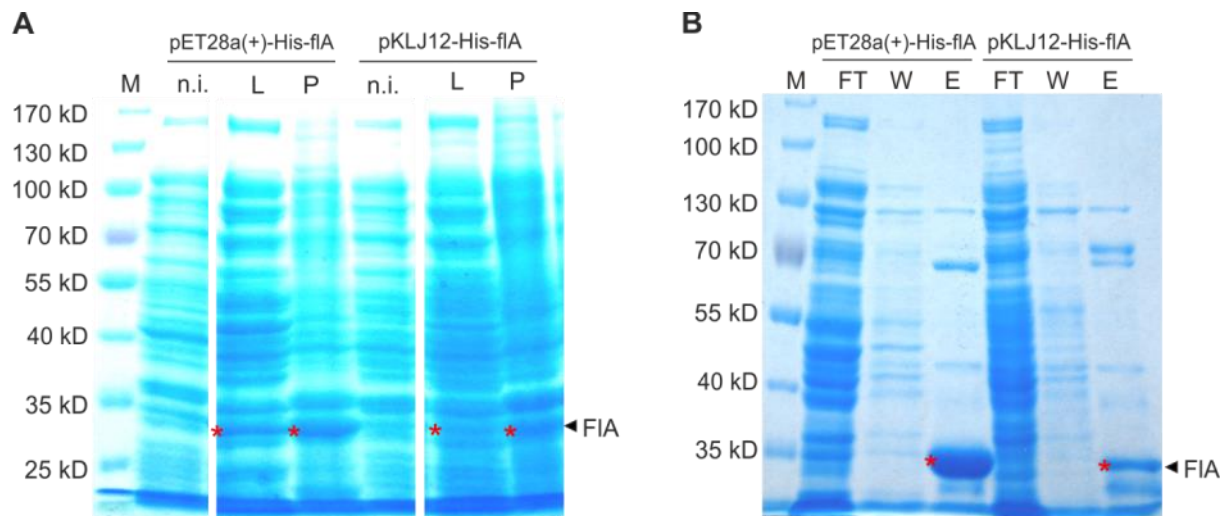 A
pET28a(+)-His-flA pKLJ12-His-flA
M n.i. L P n.i. L P
170 kD
130 kD
100 kD
70 kD
55 kD
40 kD
35 kD
25 kD
* * * *
◄ FlA
B
pET28a(+)-His-flA pKLJ12-His-flA
M FT W E FT W E
170 kD
100 kD
130 kD
70 kD
55 kD
40 kD
35 kD
* *
◄ FlA